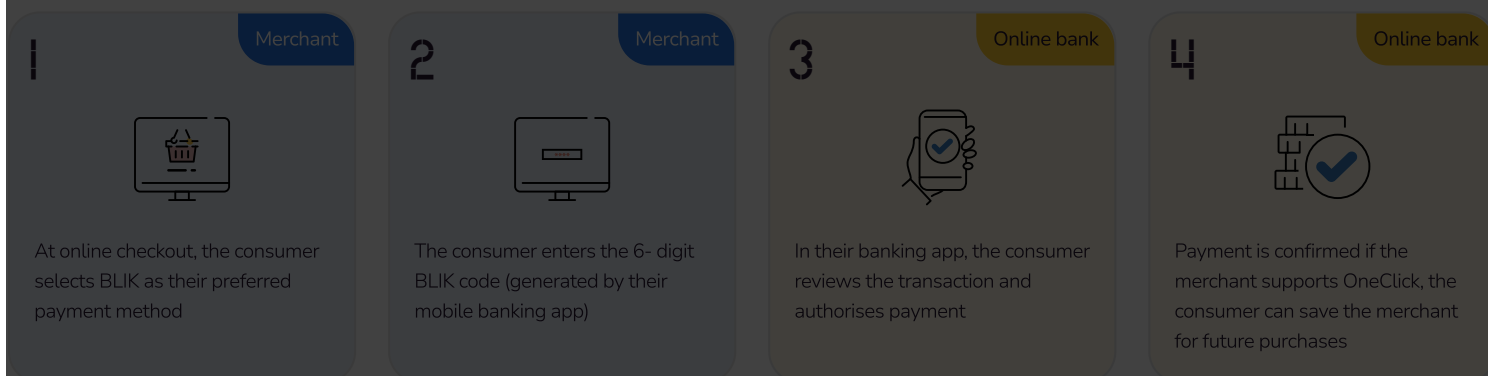 1
Merchant
At online checkout, the consumer
selects BLIK as their preferred
payment method
2
Merchant
The consumer enters the 6- digit
BLIK code (generated by their
mobile banking app)
3
Online bank
In their banking app, the consumer
reviews the transaction and
authorises payment
4
Online bank
Payment is confirmed if the
merchant supports OneClick, the
consumer can save the merchant
for future purchases